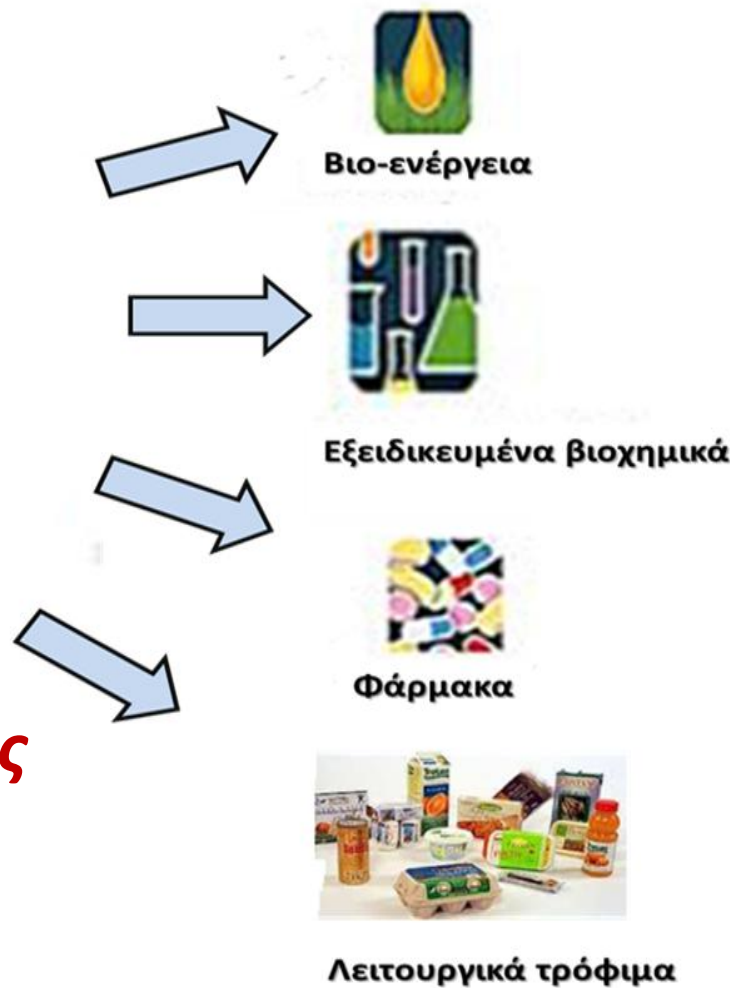 Βιο-ενέργεια
Εξειδικευμένα βιοχημικά
Φάρμακα
ς
Λειτουργικά τρόφιμα